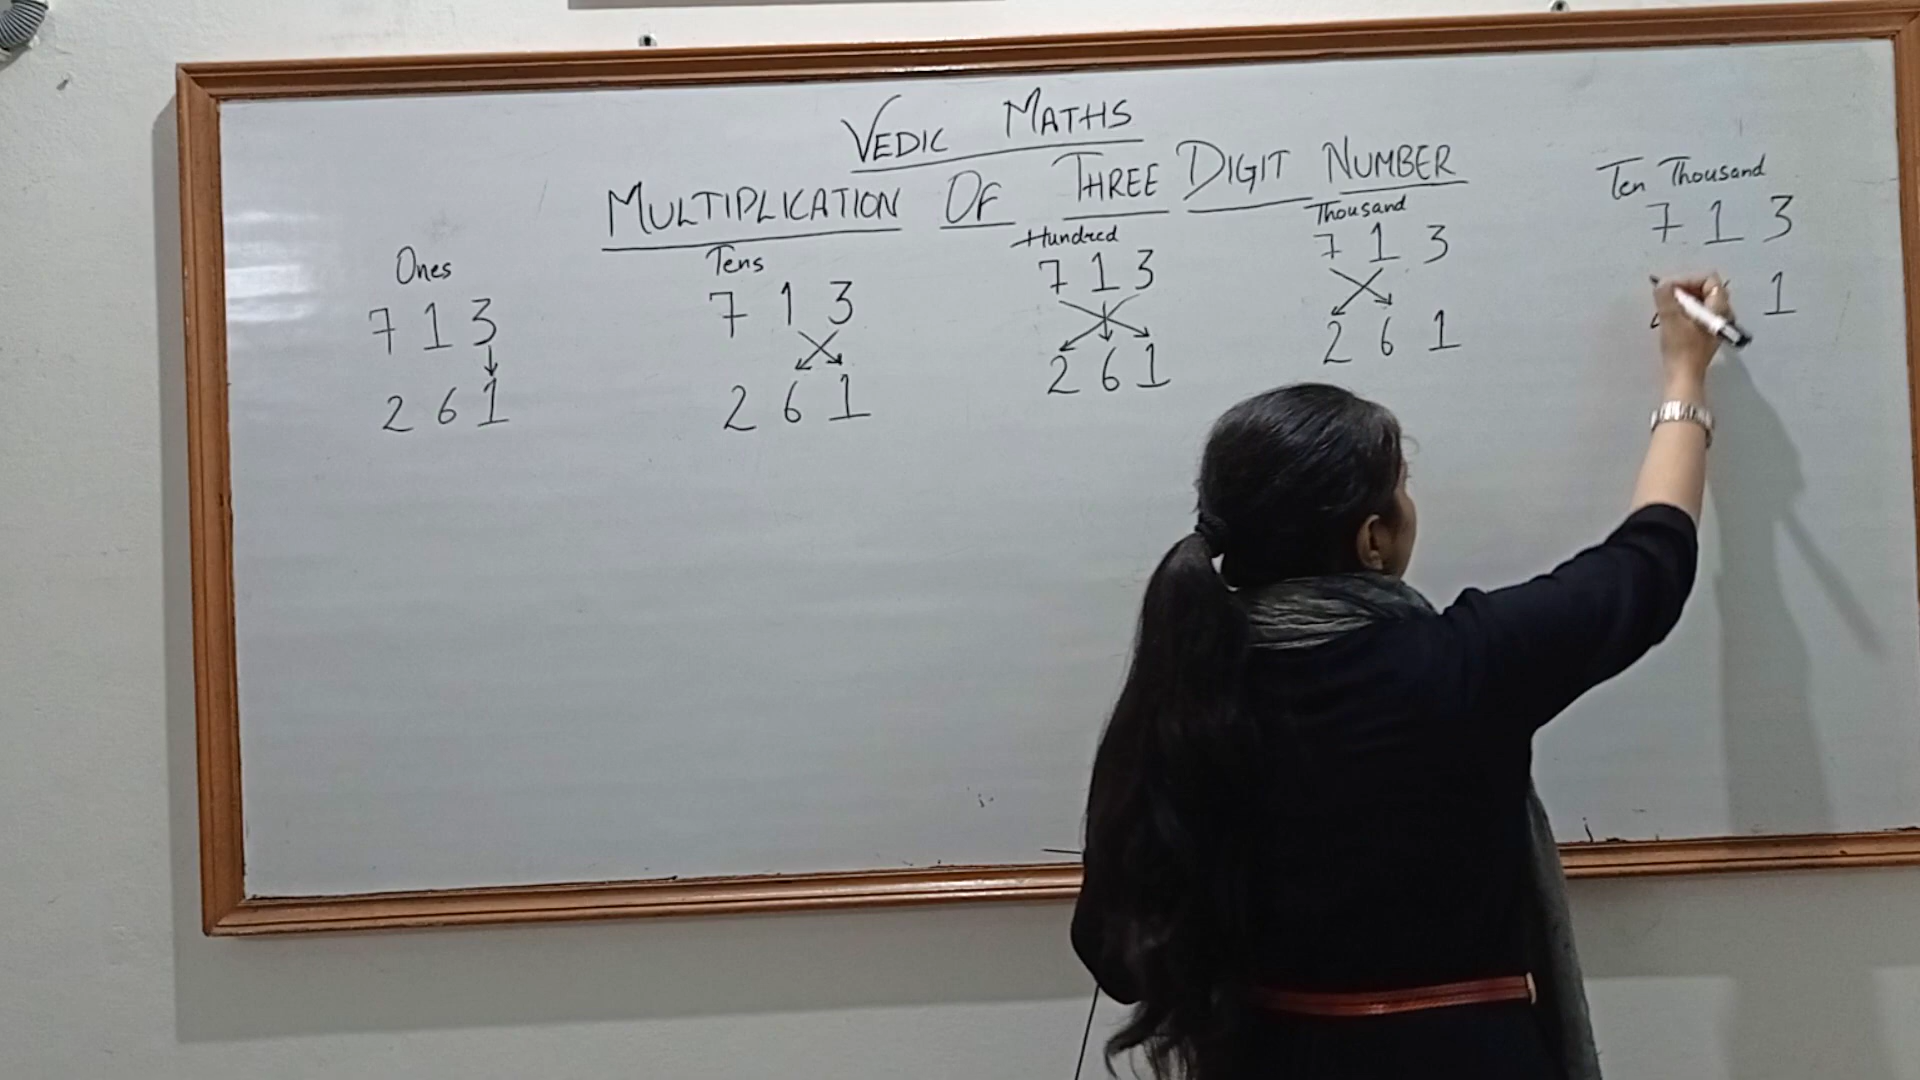 VEDIC MATHS
MULTIPLICATION OF THREE DIGIT NUMBER
Ones
7 1 3
2 6 1
Tens
7 1 3
2 6 1
Hundred
7 1 3
2 6 1
Thousand
7 1 3
2 6 1
Ten Thousand
7 1 3
1